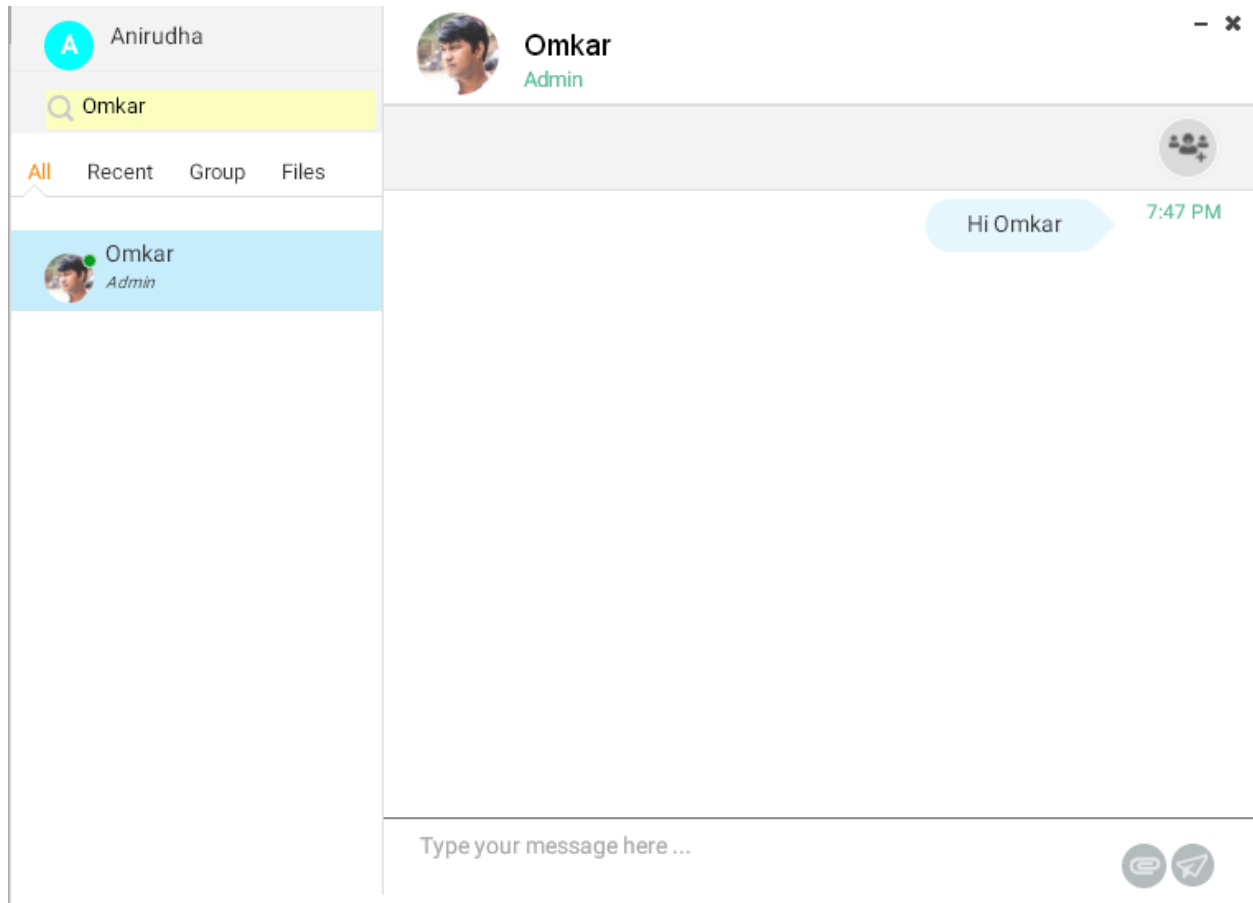 A Anirudha
Omkar
All Recent Group Files
Omkar
Admin
Omkar
Admin
Hi Omkar 7:47 PM
Type your message here ...